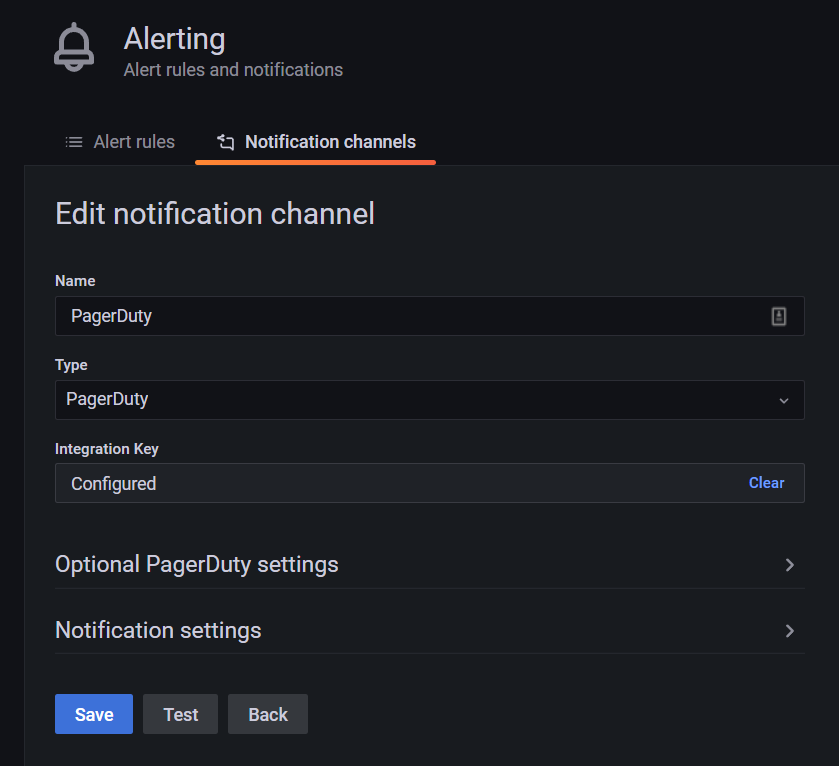 Alerting
Alert rules and notifications
Alert rules
Notification channels
Edit notification channel
Name
PagerDuty
Type
PagerDuty
Integration Key
Configured
Clear
Optional PagerDuty settings
Notification settings
Save
Test
Back